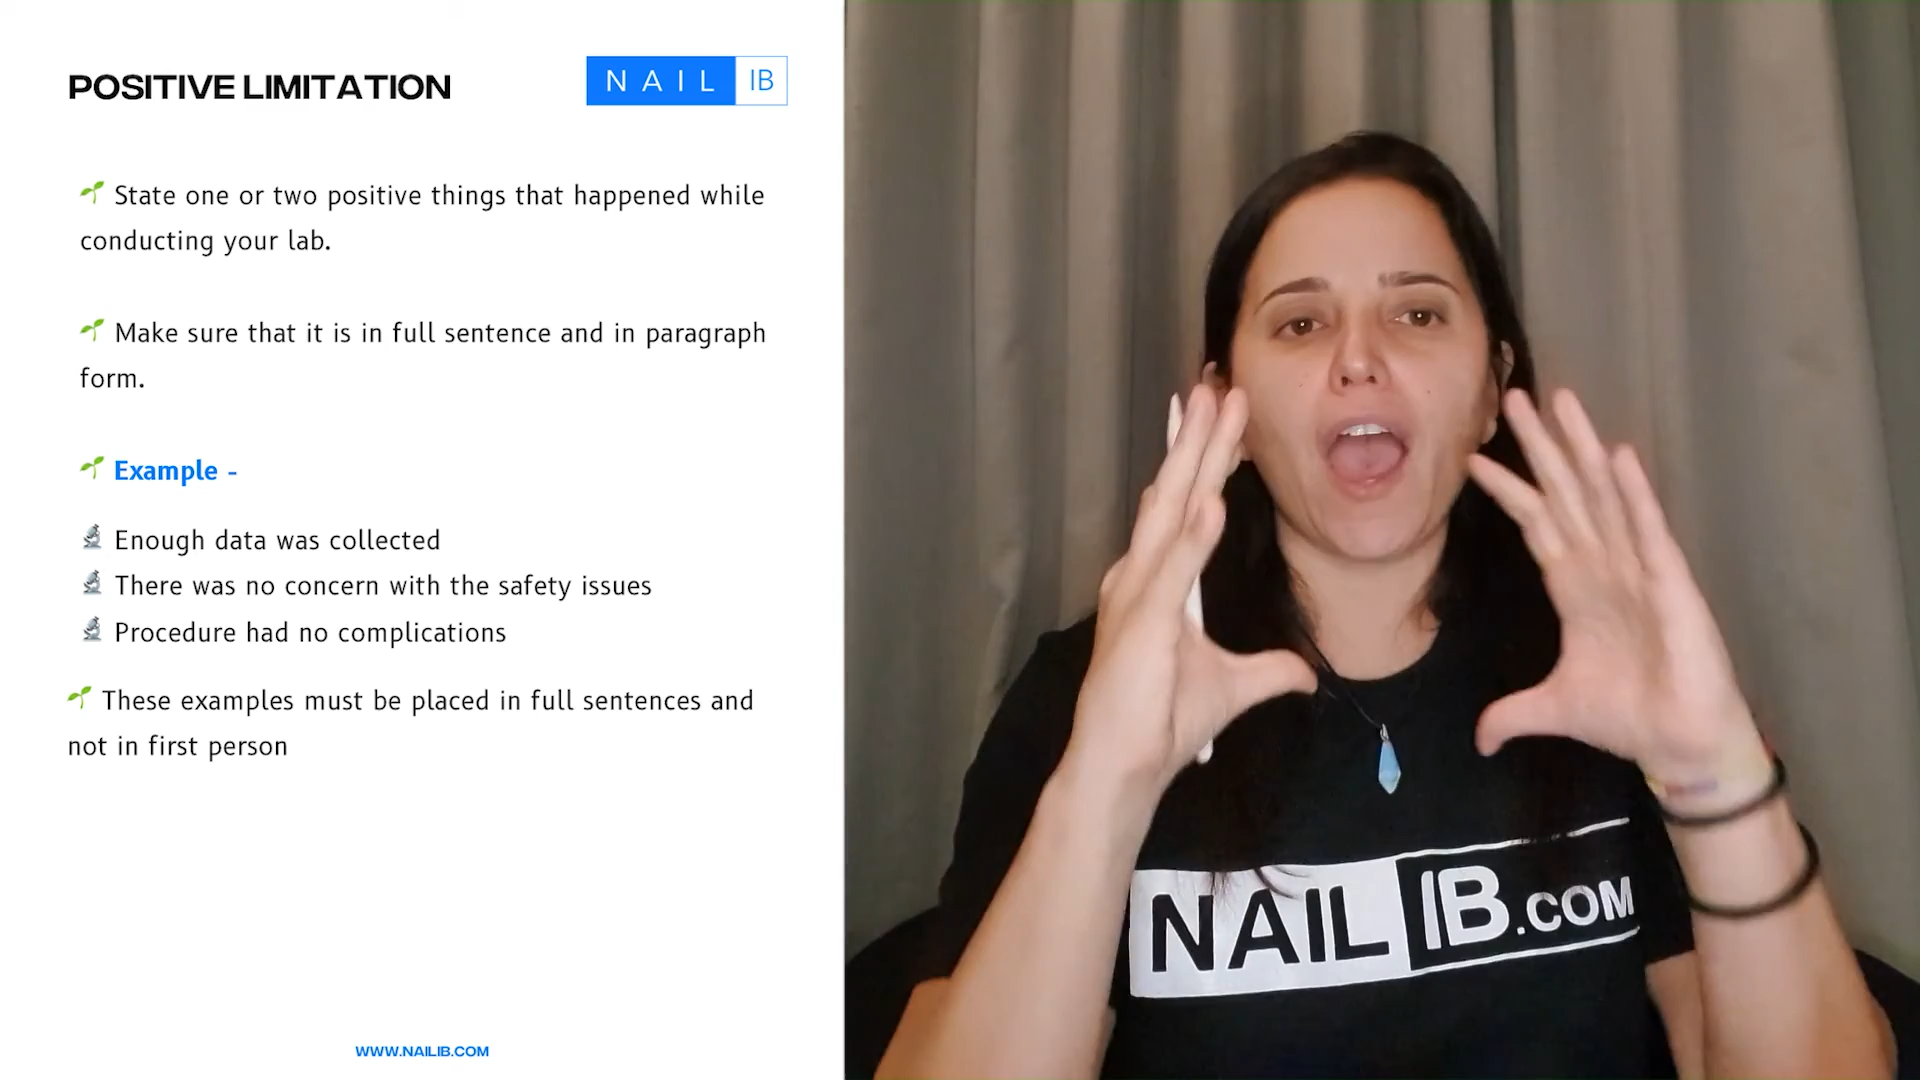 POSITIVE LIMITATION
NAIL IB
State one or two positive things that happened while
conducting your lab.
Make sure that it is in full sentence and in paragraph
form.
Example -
Enough data was collected
There was no concern with the safety issues
Procedure had no complications
These examples must be placed in full sentences and
not in first person
WWW.NAILIB.COM
NAIL IB.COM